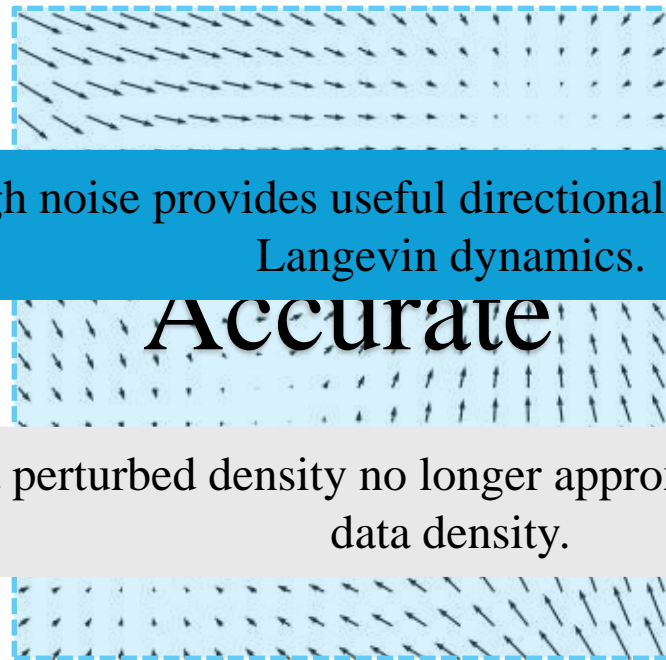 gh noise provides useful directional
Langevin dynamics.
Accurate
perturbed density no longer appro
data density.